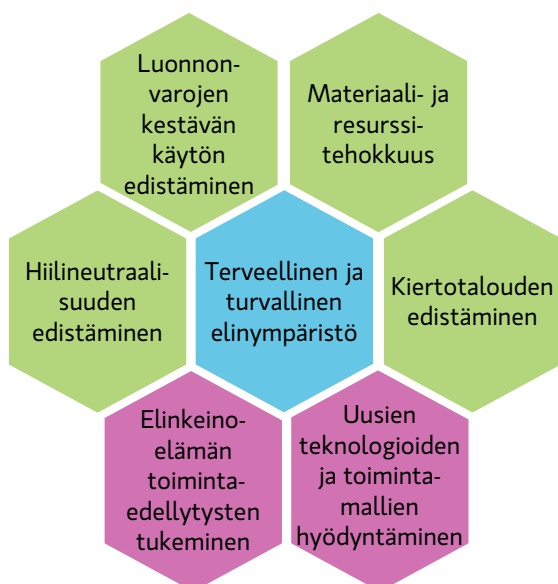 Luonnon-
varojen
kestävän
käytön
edistäminen
Materiaali- ja
resurssi-
tehokkuus
Hiilineutraali-
suuden
edistäminen
Terveellinen ja
turvallinen
elinympäristö
Kiertotalouden
edistäminen
Elinkeino-
elämän
toiminta-
edellytysten
tukeminen
Uusien
teknologioiden
ja toiminta-
mallien
hyödyntäminen